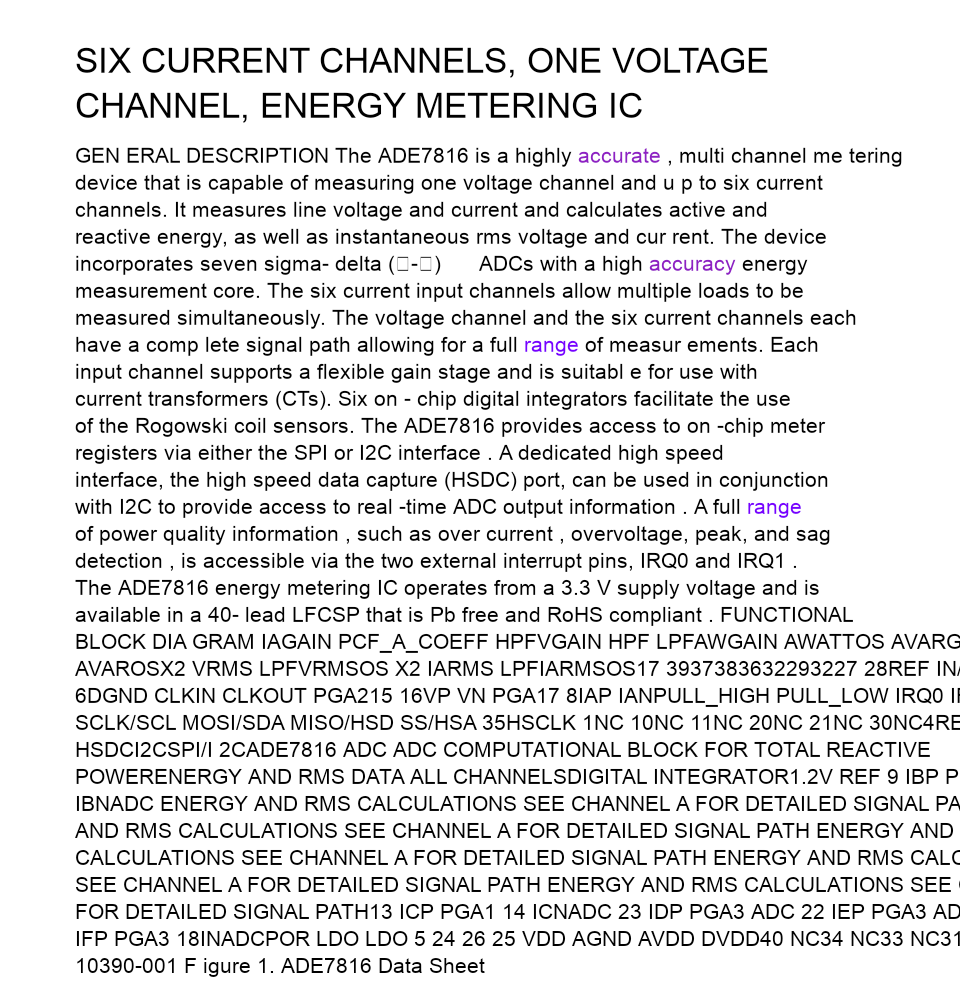 SIX CURRENT CHANNELS, ONE VOLTAGE
CHANNEL, ENERGY METERING IC
GEN ERAL DESCRIPTION The ADE7816 is a highly accurate , multi channel me tering
device that is capable of measuring one voltage channel and u p to six current
channels. It measures line voltage and current and calculates active and
reactive energy, as well as instantaneous rms voltage and cur rent. The device
incorporates seven sigma- delta (□-□) ADCs with a high accuracy energy
measurement core. The six current input channels allow multiple loads to be
measured simultaneously. The voltage channel and the six current channels each
have a comp lete signal path allowing for a full range of measur ements. Each
input channel supports a flexible gain stage and is suitabl e for use with
current transformers (CTs). Six on - chip digital integrators facilitate the use
of the Rogowski coil sensors. The ADE7816 provides access to on -chip meter
registers via either the SPI or I2C interface . A dedicated high speed
interface, the high speed data capture (HSDC) port, can be used in conjunction
with I2C to provide access to real -time ADC output information . A full range
of power quality information , such as over current , overvoltage, peak, and sag
detection , is accessible via the two external interrupt pins, IRQ0 and IRQ1 .
The ADE7816 energy metering IC operates from a 3.3 V supply voltage and is
available in a 40- lead LFCSP that is Pb free and RoHS compliant . FUNCTIONAL
BLOCK DIA GRAM IAGAIN PCF_A_COEFF HPFVGAIN HPF LPFAWGAIN AWATTOS AVARG
AVAROSX2 VRMS LPFVRMSOS X2 IARMS LPFIARMSOS17 3937383632293227 28REF IN/
6DGND CLKIN CLKOUT PGA215 16VP VN PGA17 8IAP IANPULL_HIGH PULL_LOW IRQ0
SCLK/SCL MOSI/SDA MISO/HSD SS/HSA 35HSCLK 1NC 10NC 11NC 20NC 21NC 30NC4RE
HSDCI2CSPI/I 2CADE7816 ADC ADC COMPUTATIONAL BLOCK FOR TOTAL REACTIVE
POWERENERGY AND RMS DATA ALL CHANNELSDIGITAL INTEGRATOR1.2V REF 9 IBP P
IBNADC ENERGY AND RMS CALCULATIONS SEE CHANNEL A FOR DETAILED SIGNAL PA
AND RMS CALCULATIONS SEE CHANNEL A FOR DETAILED SIGNAL PATH ENERGY AND
CALCULATIONS SEE CHANNEL A FOR DETAILED SIGNAL PATH ENERGY AND RMS CALC
SEE CHANNEL A FOR DETAILED SIGNAL PATH ENERGY AND RMS CALCULATIONS SEE
FOR DETAILED SIGNAL PATH13 ICP PGA1 14 ICNADC 23 IDP PGA3 ADC 22 IEP PGA3 AD
IFP PGA3 18INADCPOR LDO LDO 5 24 26 25 VDD AGND AVDD DVDD40 NC34 NC33 NC31
10390-001 F igure 1. ADE7816 Data Sheet